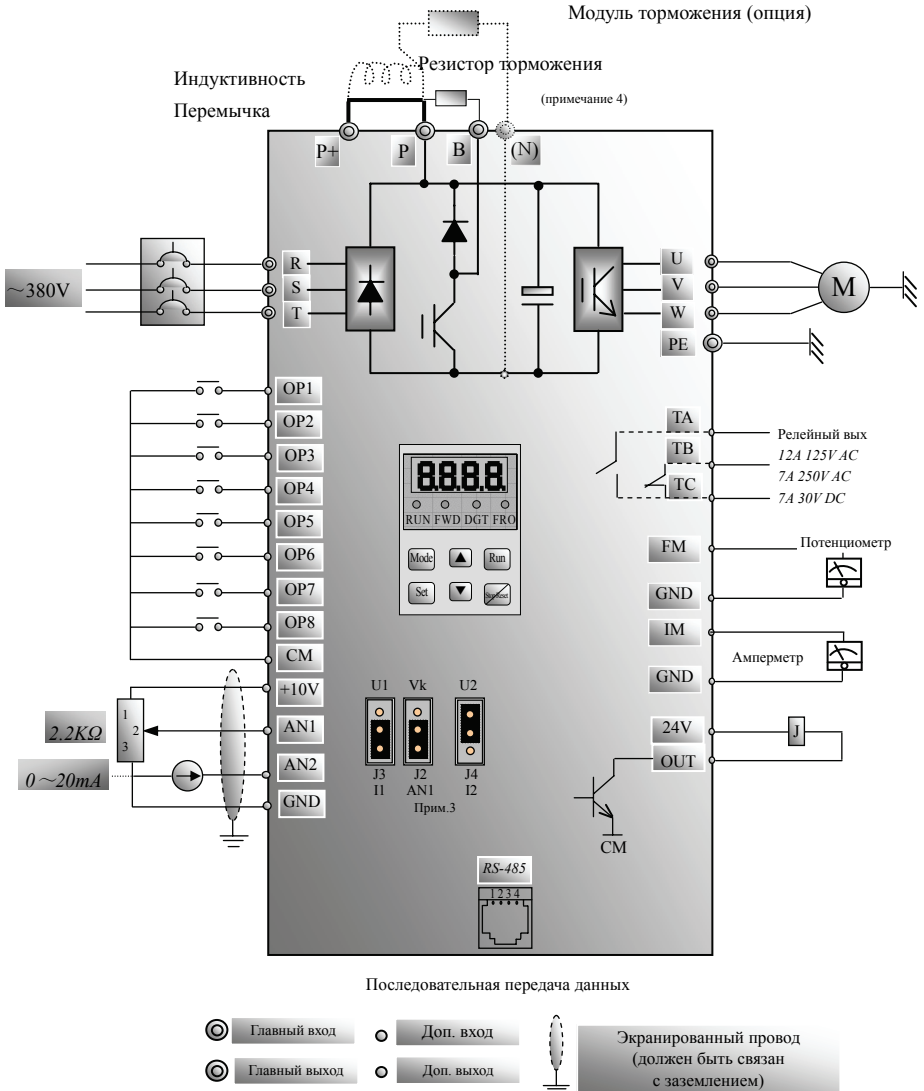 Модуль торможения (опция)
Резистор торможения
Индуктивность
Перемычка
(примечание 4)
P+
P
B
(N)
~380V
R
S
T
U
V
W
PE
M
OP1
OP2
OP3
OP4
OP5
OP6
OP7
OP8
CM
+10V
AN1
AN2
GND
1
2
3
2.2KΩ
0~20mA
8.8.8.8.
RUN FWD DGT FRO
Mode
Run
Set
Stop/Reset
TA
TB
TC
Релейный вых
12A 125V AC
7A 250V AC
7A 30V DC
FM
GND
IM
GND
Потенциометр
Амперметр
24V
OUT
J
CM
U1 Vk U2
J3 J2 J4
I1 AN1 I2
Прим.3
RS-485
1234
Последовательная передача данных
Главный вход
Доп. вход
Главный выход
Доп. выход
Экранированный провод
(должен быть связан
с заземлением)